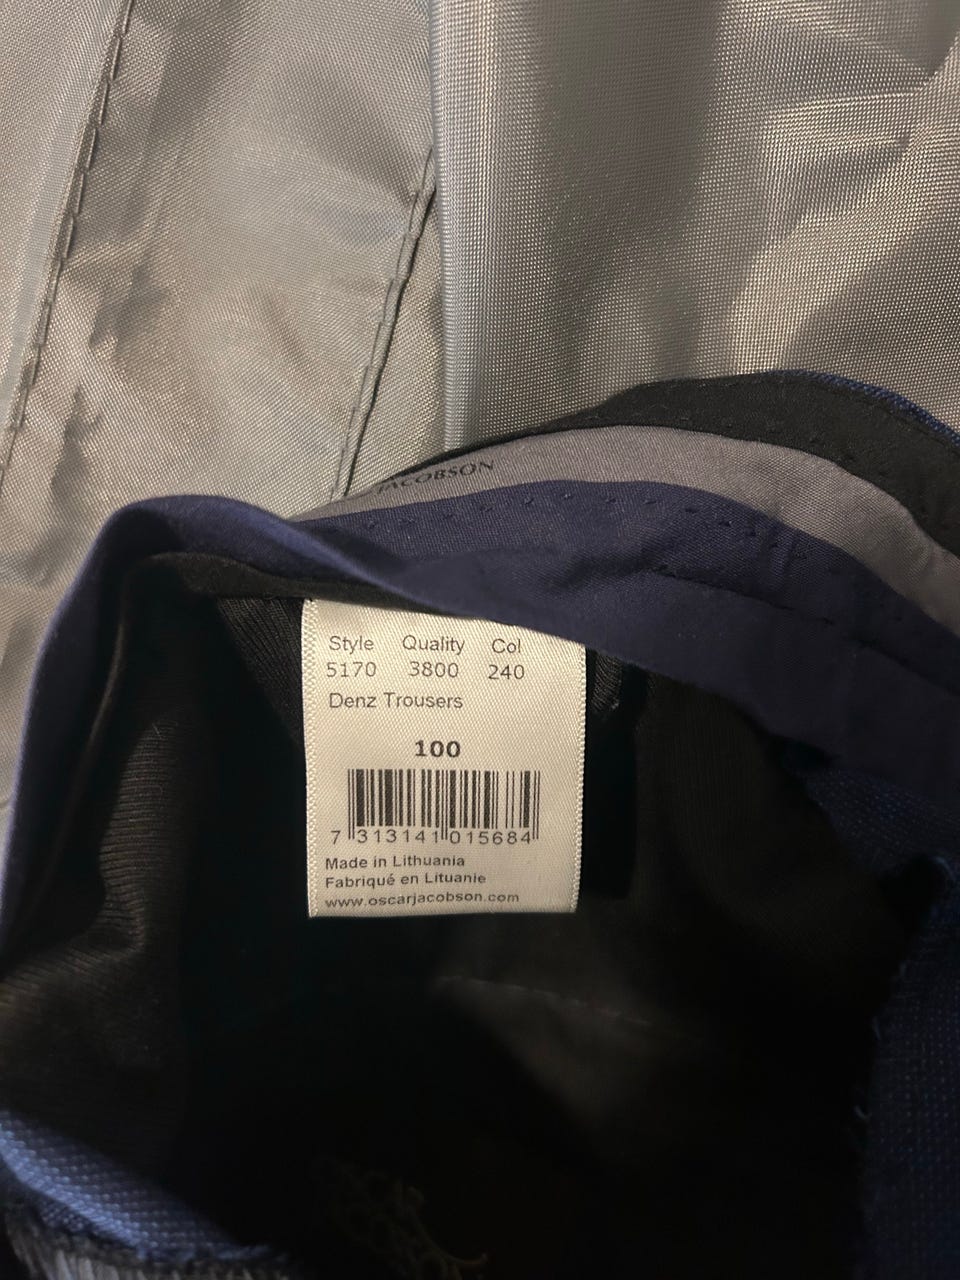 JACOBSON
Style Quality Col
5170 3800 240
Denz Trousers
100
7 313141 015684
Made in Lithuania
Fabriqué en Lituanie
www.oscarjacobson.com